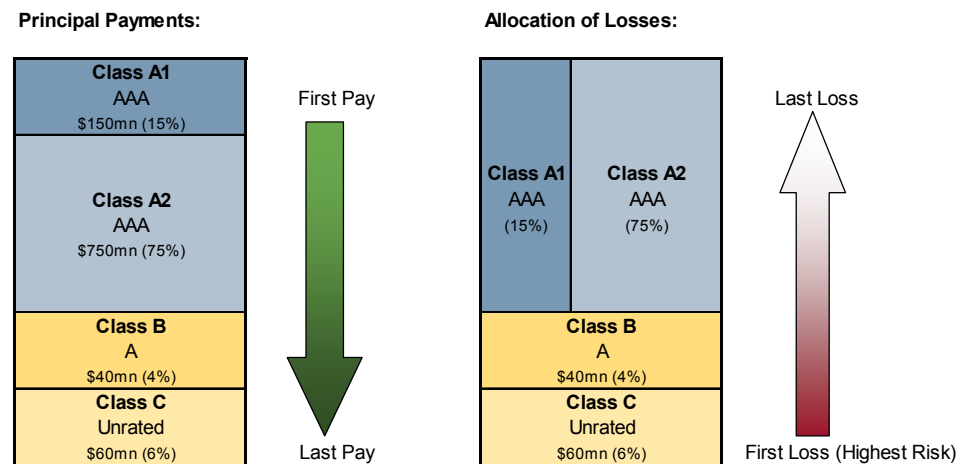 Principal Payments:
Class A1
AAA
$150mn (15%)
Class A2
AAA
$750mn (75%)
Class B
A
$40mn (4%)
Class C
Unrated
$60mn (6%)
First Pay
Last Pay
Allocation of Losses:
Class A1
AAA
(15%)
Class A2
AAA
(75%)
Class B
A
$40mn (4%)
Class C
Unrated
$60mn (6%)
Last Loss
First Loss (Highest Risk)